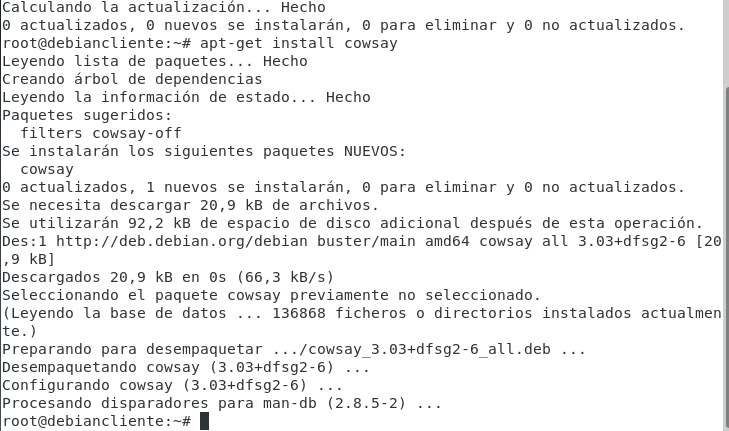 Calculando la actualización... Hecho
0 actualizados, 0 nuevos se instalarán, 0 para eliminar y 0 no actualizados.
root@debiancliente:~# apt-get install cowsay
Leyendo lista de paquetes... Hecho
Creando árbol de dependencias
Leyendo la información de estado... Hecho
Paquetes sugeridos:
  filters cowsay-off
Se instalarán los siguientes paquetes NUEVOS:
  cowsay
0 actualizados, 1 nuevos se instalarán, 0 para eliminar y 0 no actualizados.
Se necesita descargar 20,9 kB de archivos.
Se utilizarán 92,2 kB de espacio de disco adicional después de esta operación.
Des:1 http://deb.debian.org/debian buster/main amd64 cowsay all 3.03+dfsg2-6 [20
,9 kB]
Descargados 20,9 kB en 0s (66,3 kB/s)
Seleccionando el paquete cowsay previamente no seleccionado.
(Leyendo la base de datos ... 136868 ficheros o directorios instalados actualmen
te.)
Preparando para desempaquetar .../cowsay_3.03+dfsg2-6_all.deb ...
Desempaquetando cowsay (3.03+dfsg2-6) ...
Configurando cowsay (3.03+dfsg2-6) ...
Procesando disparadores para man-db (2.8.5-2) ...
root@debiancliente:~#